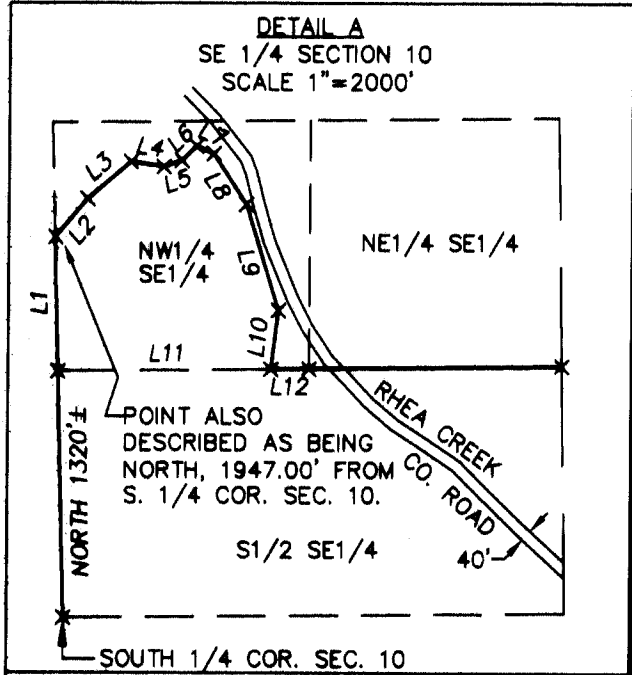 DETAIL A
SE 1/4 SECTION 10
SCALE 1"=2000'
L1
L2
L3
L4
L5
L6
L7
L8
L9
L10
L11
L12
NW1/4
SE1/4
NE1/4 SE1/4
POINT ALSO
DESCRIBED AS BEING
NORTH, 1947.00' FROM
S. 1/4 COR. SEC. 10.
NORTH 1320'±
RHEA CREEK
CO. ROAD
40'
S1/2 SE1/4
SOUTH 1/4 COR. SEC. 10